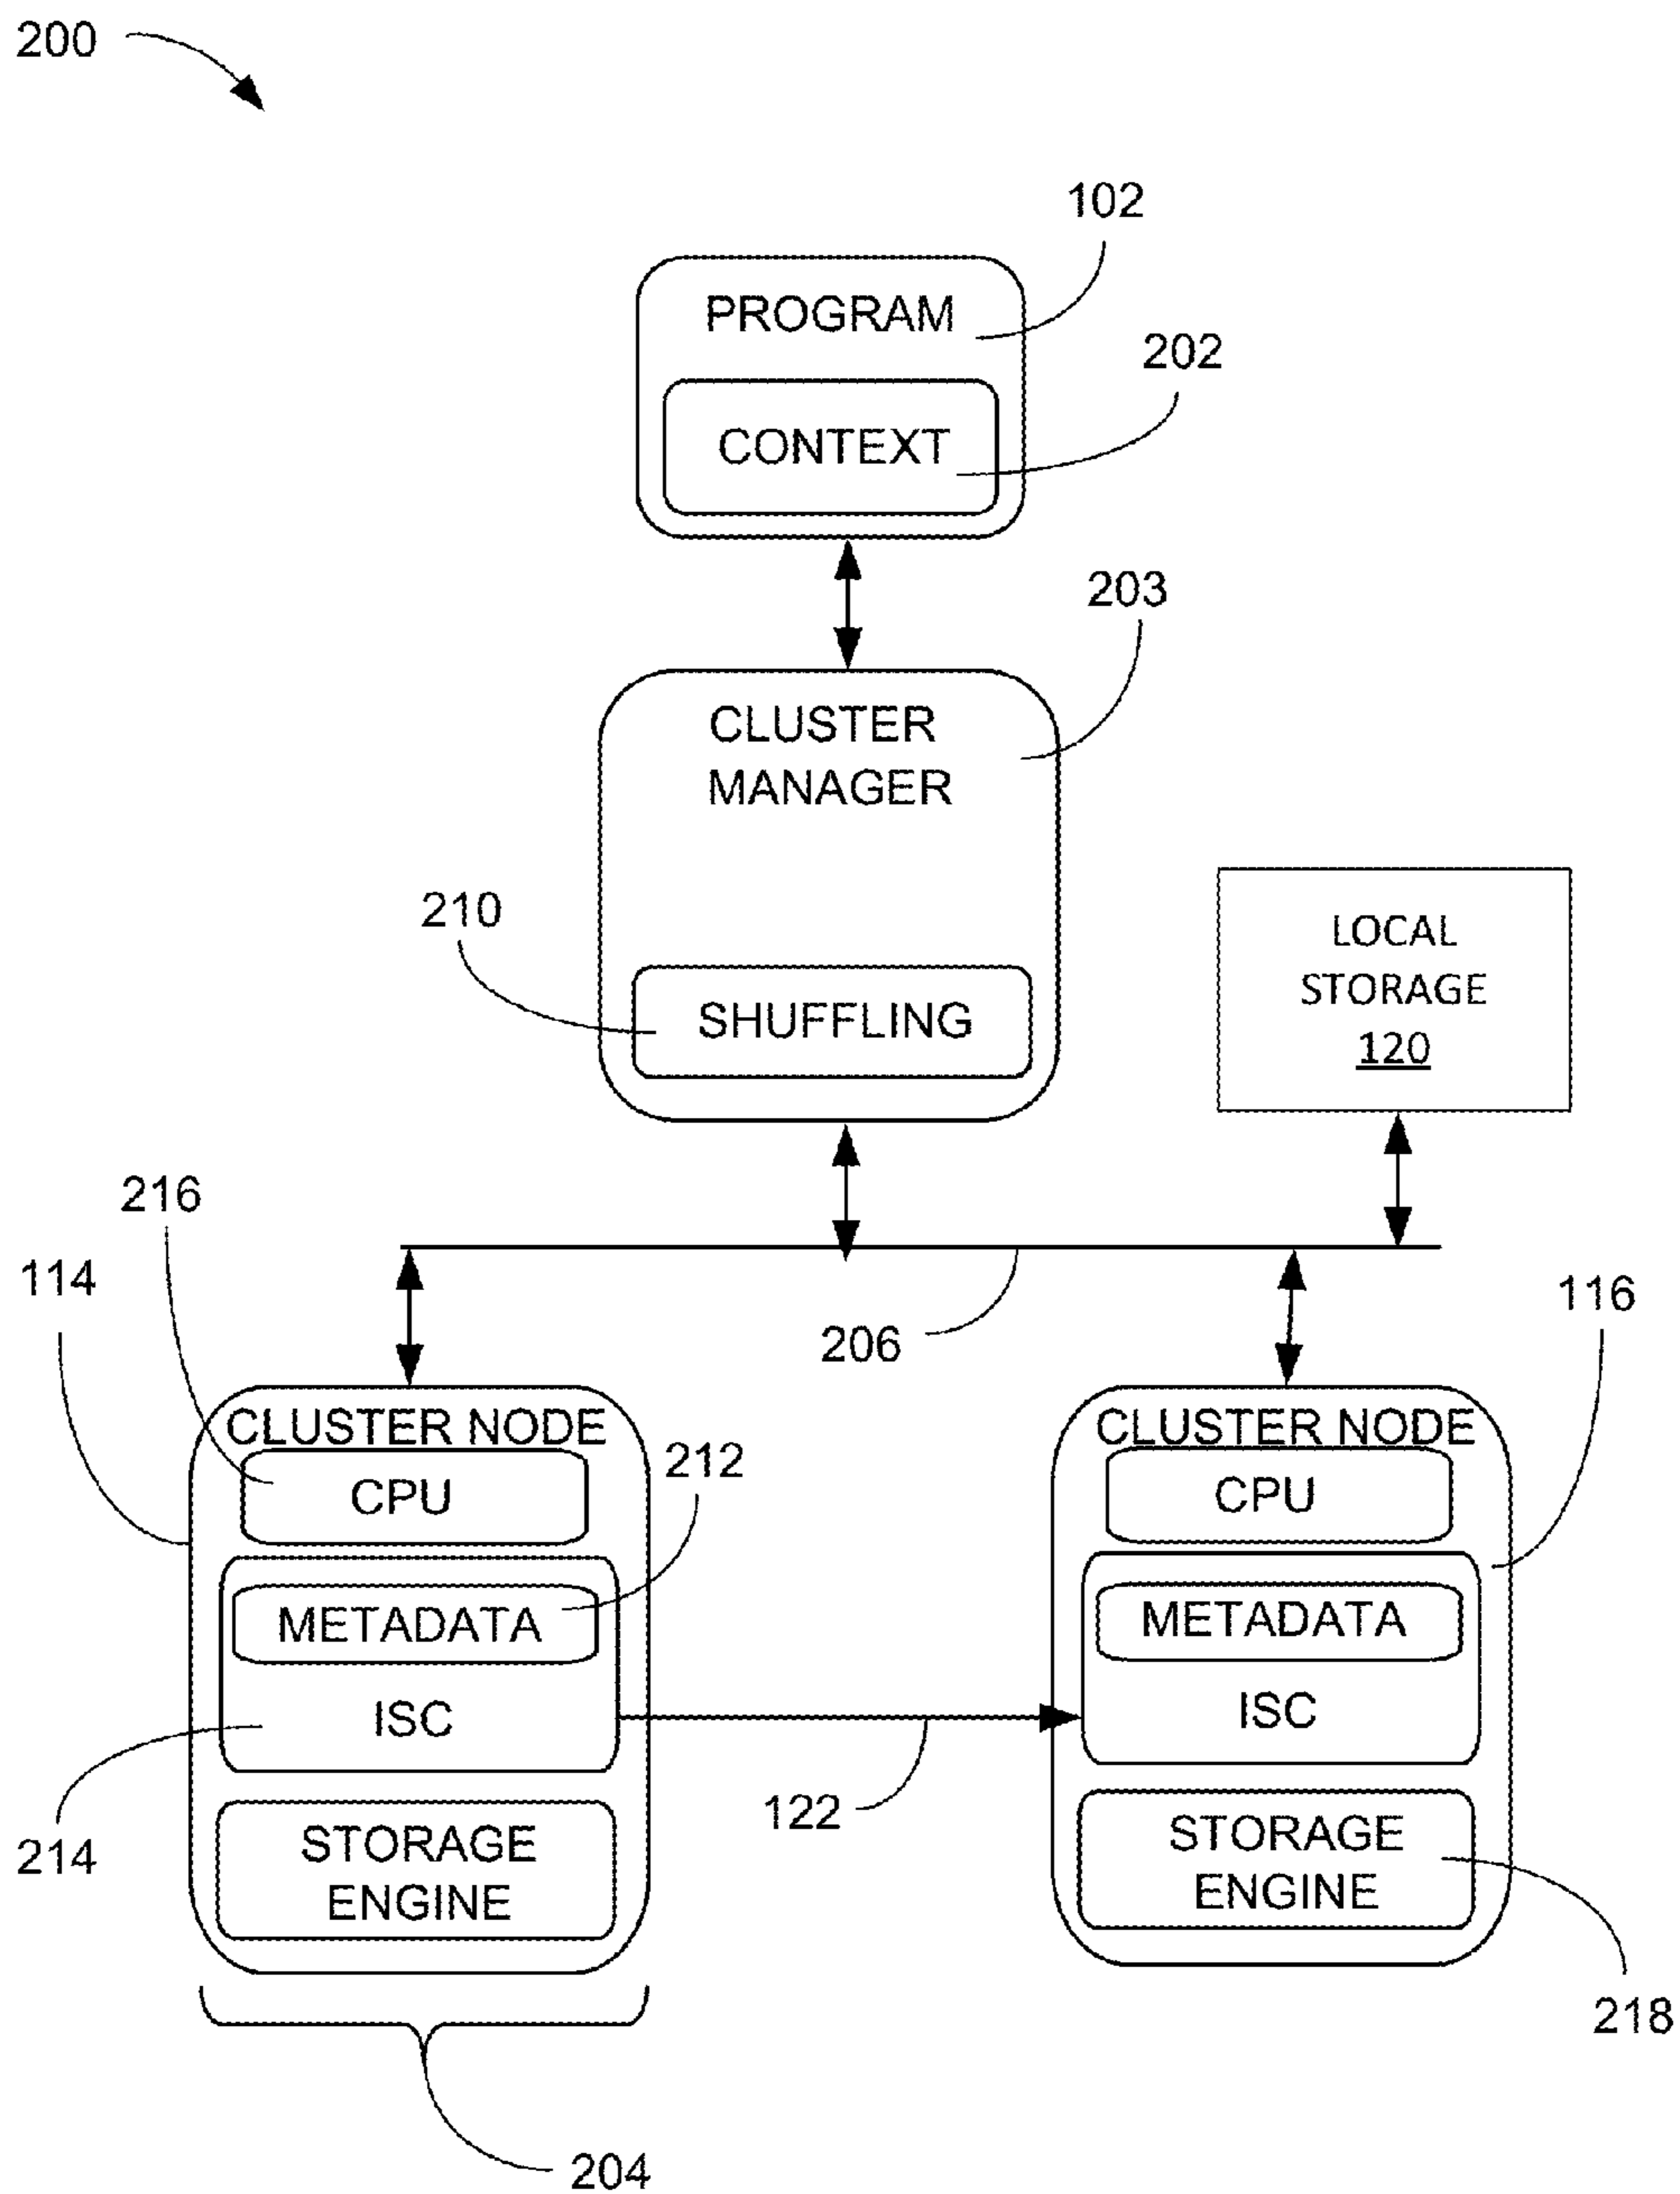 200
102
PROGRAM
202
CONTEXT
203
CLUSTER
MANAGER
210
SHUFFLING
LOCAL
STORAGE
120
216
114
206
116
CLUSTER NODE
CPU
212
METADATA
ISC
214
STORAGE
ENGINE
204
122
CLUSTER NODE
CPU
METADATA
ISC
STORAGE
ENGINE
218